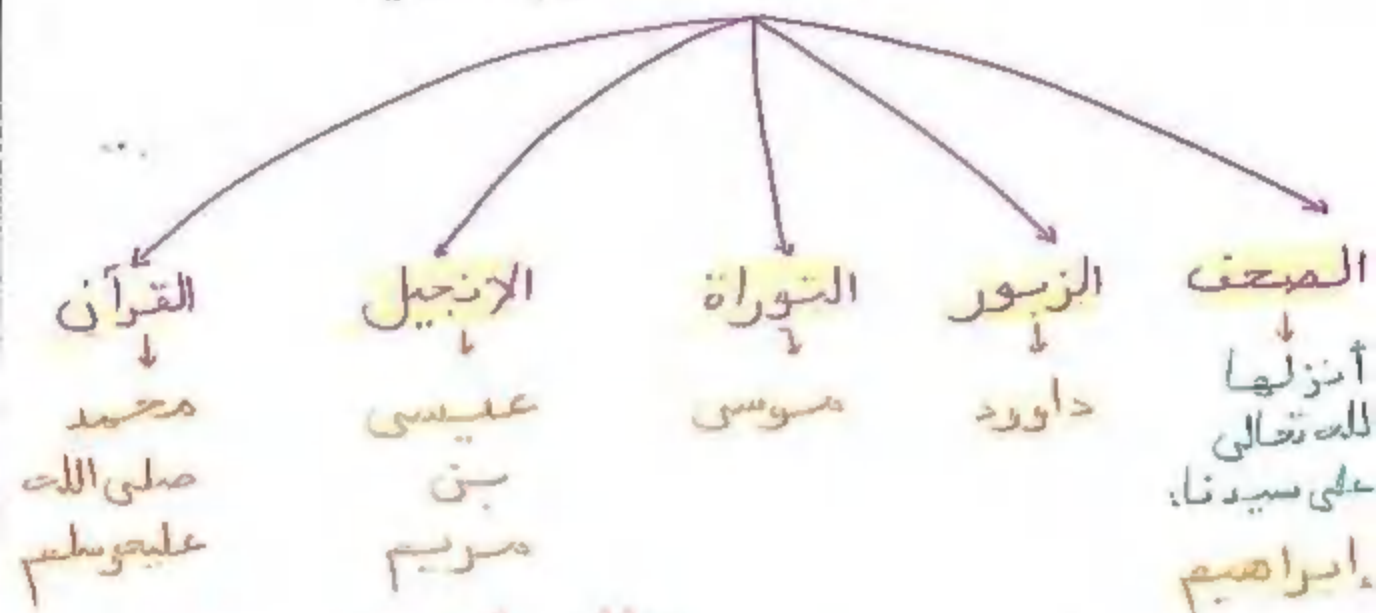 الصحف
الزبور
التوراة
الإنجيل
القرآن
أنزلها
الله تعالى
على سيدنا
إبراهيم
داوود
موسى
عيسى
بن
مريم
محمد
صلى الله
عليه وسلم